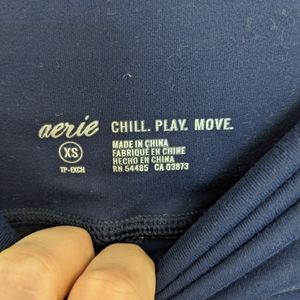 aerie CHILL. PLAY. MOVE.
XS
TP-EXCH
MADE IN CHINA
FABRIQUÉ EN CHINE
HECHO EN CHINA
RN 54485 CA 03873